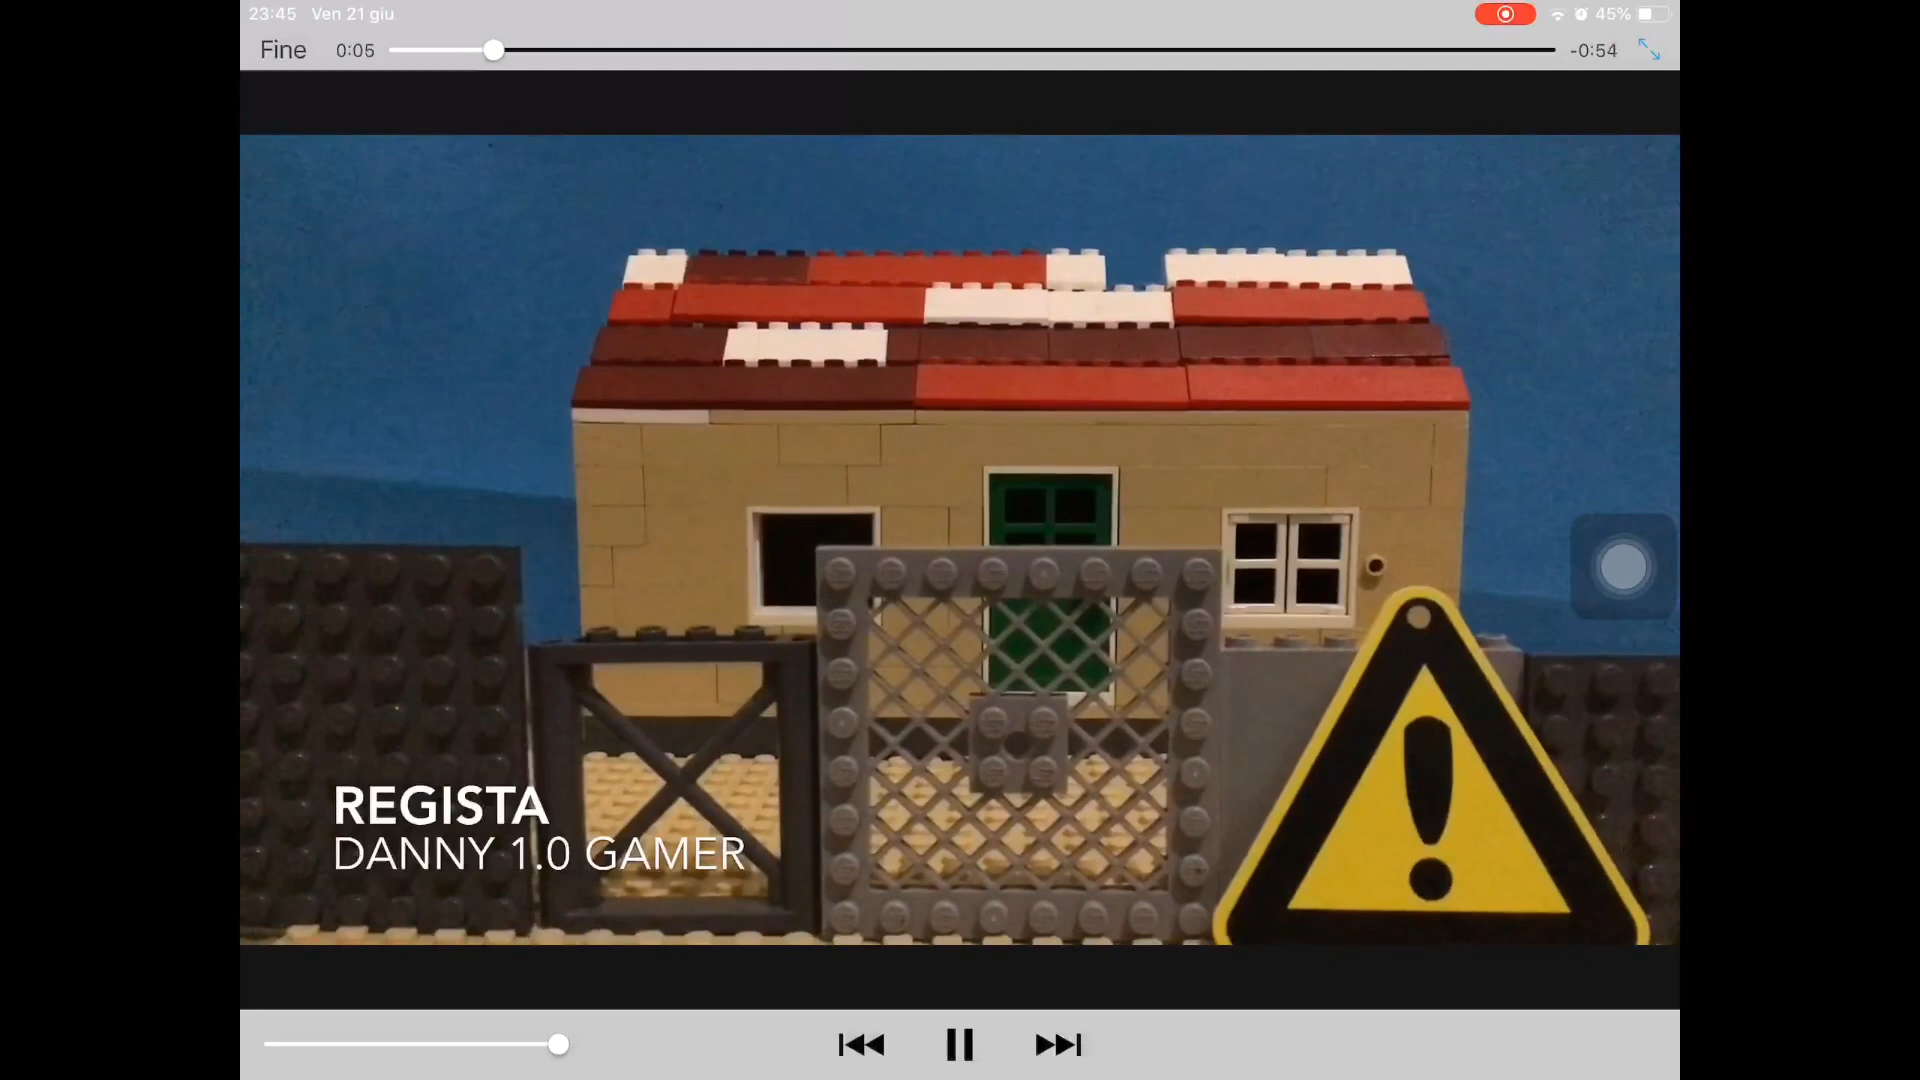 23:45 Ven 21 giu 45%
Fine 0:05 -0:54
REGISTA
DANNY 1.0 GAMER